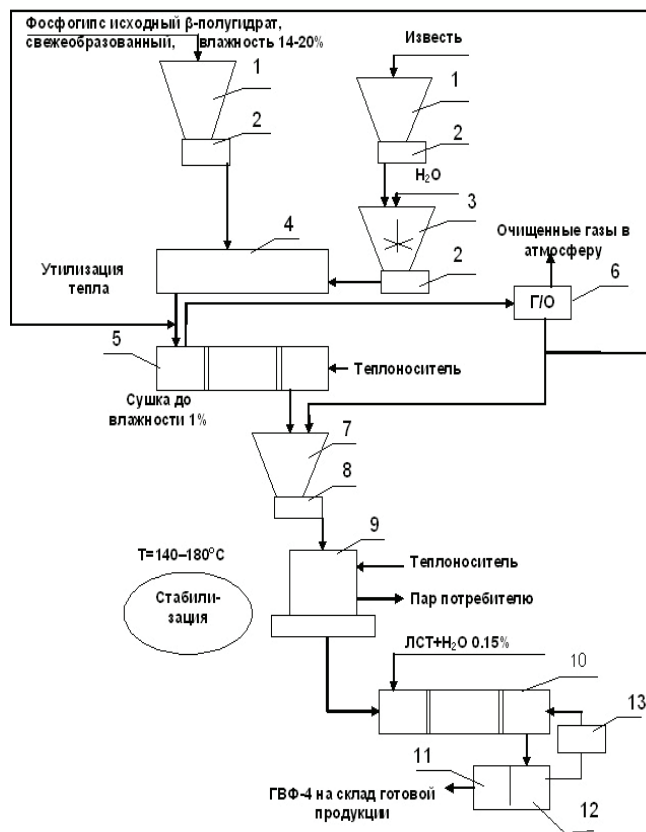 Фосфогипс исходный β-полугидрат,
свежеобразованный, влажность 14-20%
Известь
1
1
2
2
H₂O
3
4
2
Очищенные газы в
атмосферу
6
Утилизация
тепла
Г/О
5
Теплоноситель
Сушка до
влажности 1%
7
8
9
T=140–180°C
Теплоноситель
Стабили-
зация
Пар потребителю
ЛСТ+H₂O 0.15%
10
13
11
ГВФ-4 на склад готовой
продукции
12